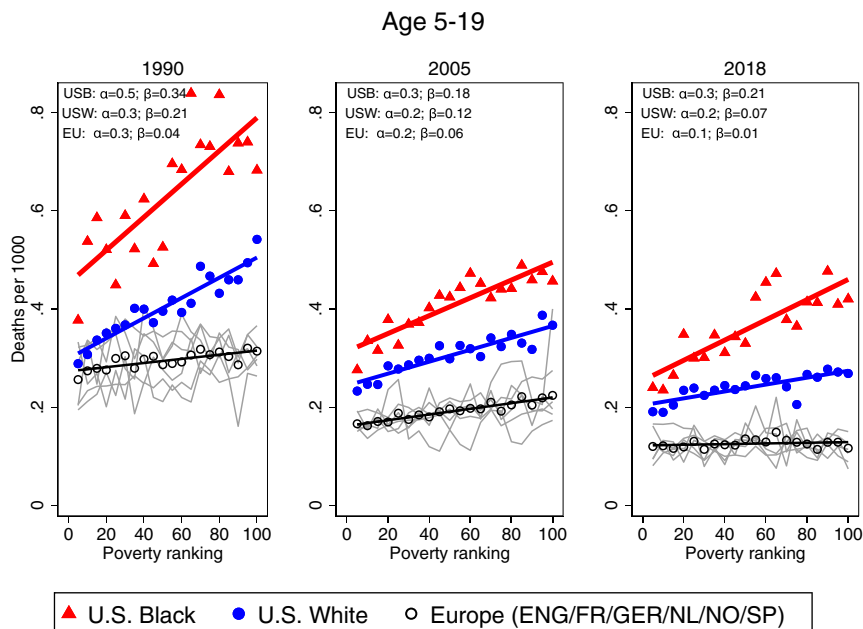 Age 5-19
1990
2005
2018
USB: α=0.5; β=0.34
USW: α=0.3; β=0.21
EU: α=0.3; β=0.04
USB: α=0.3; β=0.18
USW: α=0.2; β=0.12
EU: α=0.2; β=0.06
USB: α=0.3; β=0.21
USW: α=0.2; β=0.07
EU: α=0.1; β=0.01
Deaths per 1000
.8
.6
.4
.2
0
.8
.6
.4
.2
0
.8
.6
.4
.2
0
0 20 40 60 80 100
0 20 40 60 80 100
0 20 40 60 80 100
Poverty ranking
Poverty ranking
Poverty ranking
U.S. Black U.S. White Europe (ENG/FR/GER/NL/NO/SP)